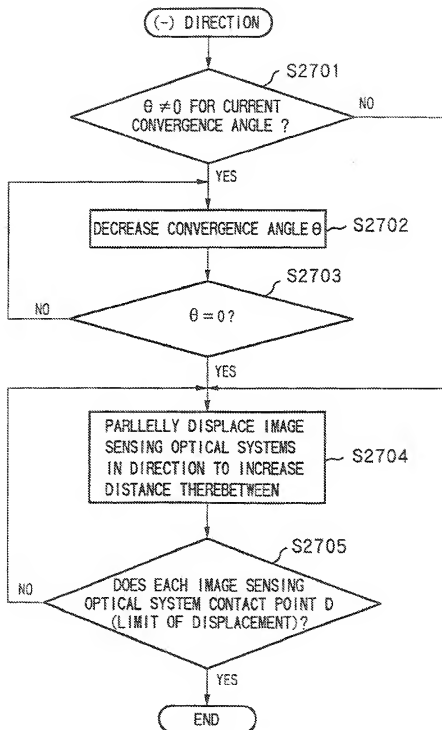 (-) DIRECTION
S2701
θ ≠0 FOR CURRENT
CONVERGENCE ANGLE ?
NO
YES
DECREASE CONVERGENCE ANGLE θ
S2702
S2703
NO
θ =0?
YES
PARLLELY DISPLACE IMAGE
SENSING OPTICAL SYSTEMS
IN DIRECTION TO INCREASE
DISTANCE THEREBETWEEN
S2704
S2705
NO
DOES EACH IMAGE SENSING
OPTICAL SYSTEM CONTACT POINT D
(LIMIT OF DISPLACEMENT)?
YES
END